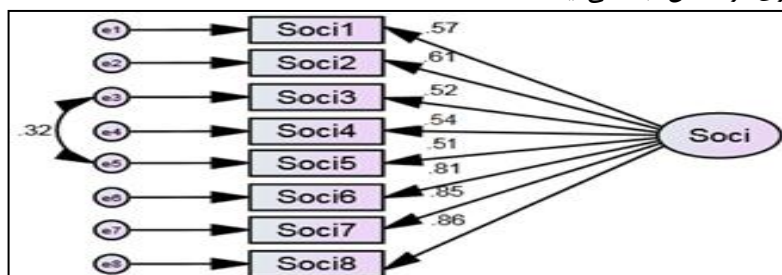 e1 Soci1 .57
e2 Soci2 .61
e3 Soci3 .52
e4 Soci4 .54
.32
Soci
e5 Soci5 .51
e6 Soci6 .81
e7 Soci7 .85
e8 Soci8 .86